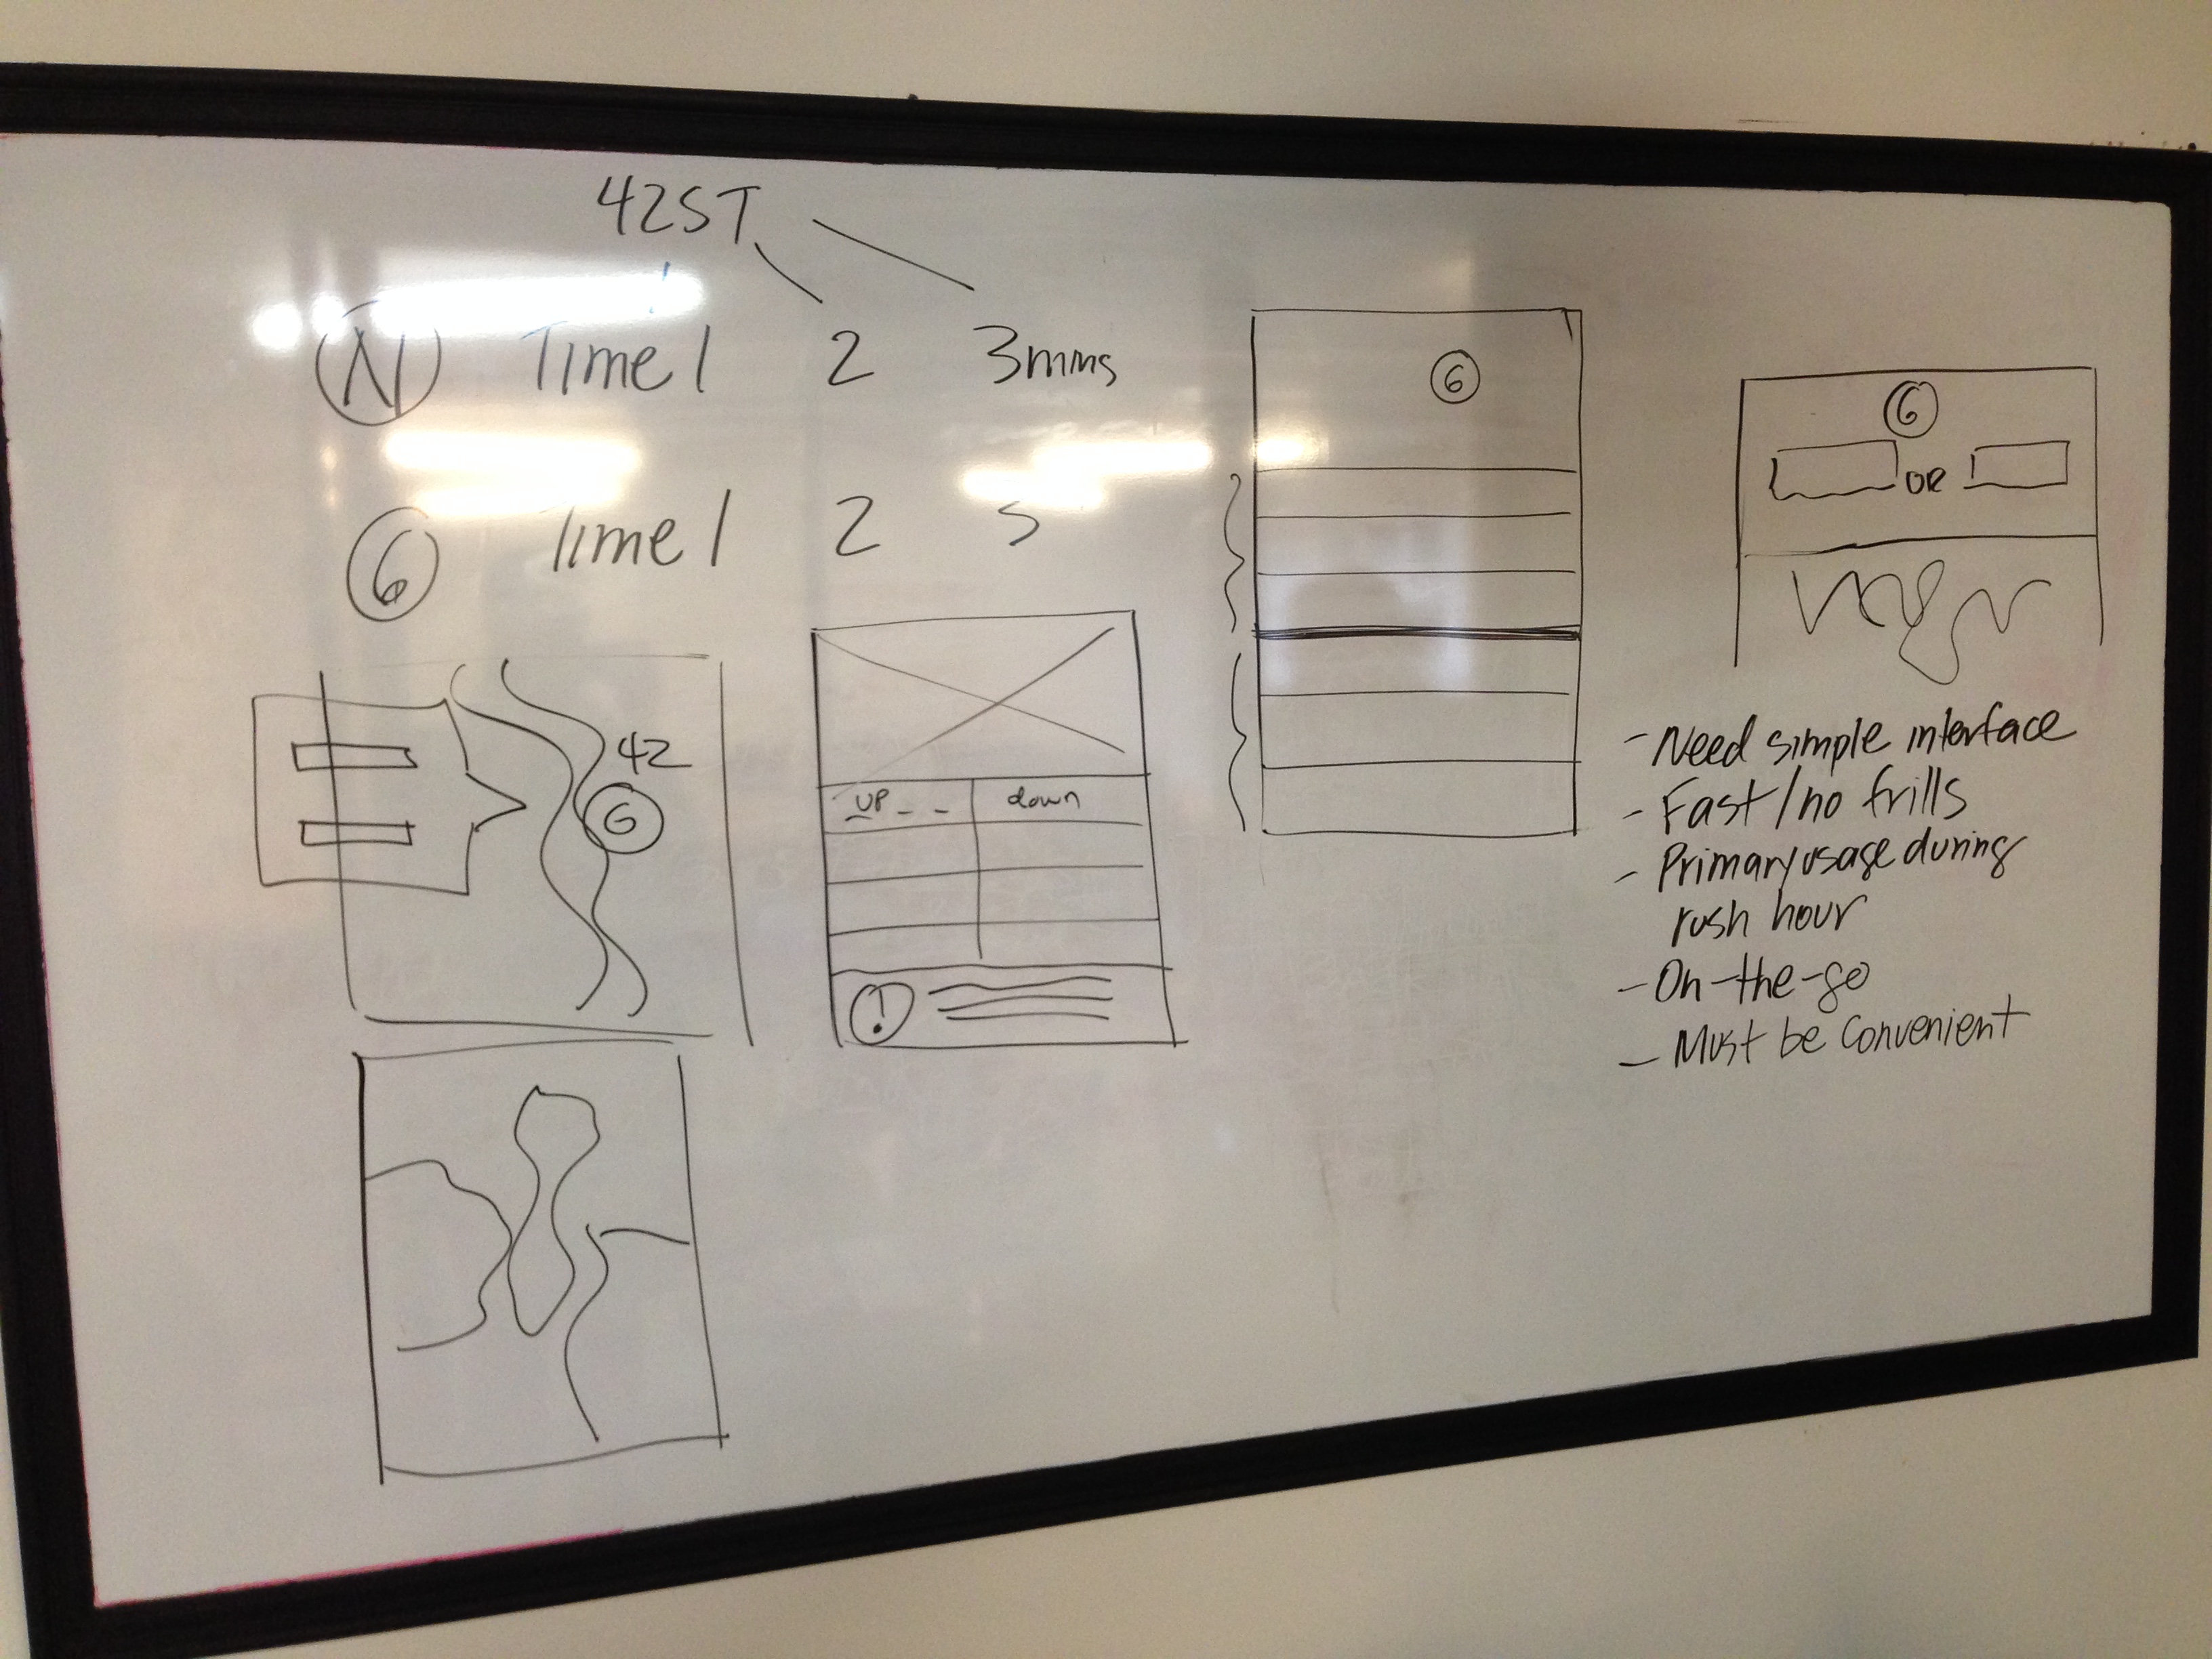 42ST
N Time 1 2 3mins
6 Time 1 2 5
42
6
UP down
!
6
6
OR
- Need simple interface
- Fast/no frills
- Primary usage during
rush hour
- On-the-go
- Must be convenient